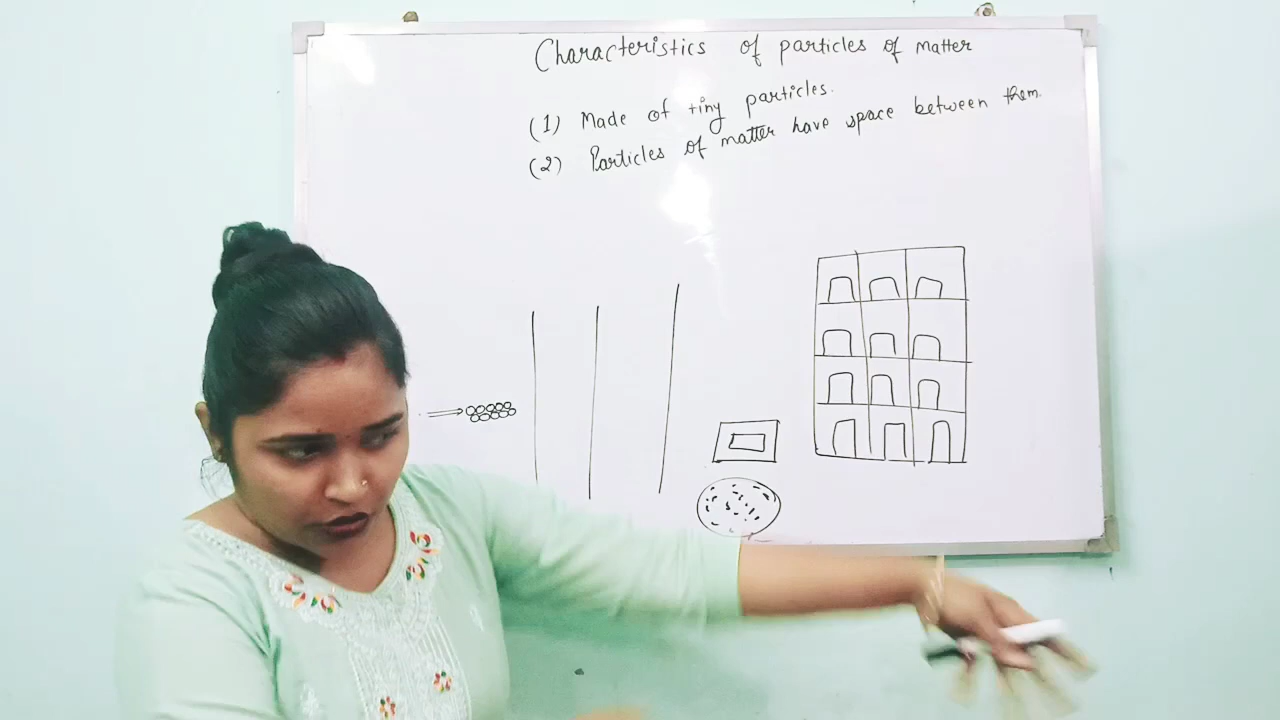 Characteristics of particles of matter
(1) Made of tiny particles.
(2) Particles of matter have space between them.